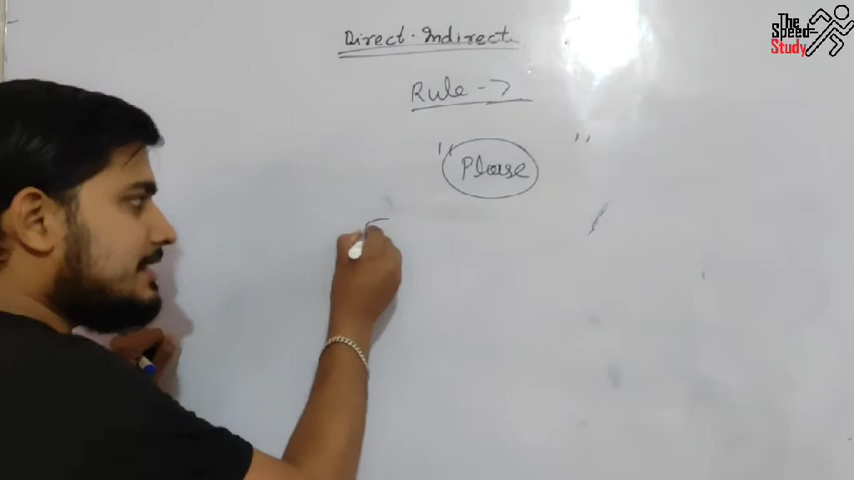 Direct - Indirect
Rule - 7
" Please "
The
Speed
Study